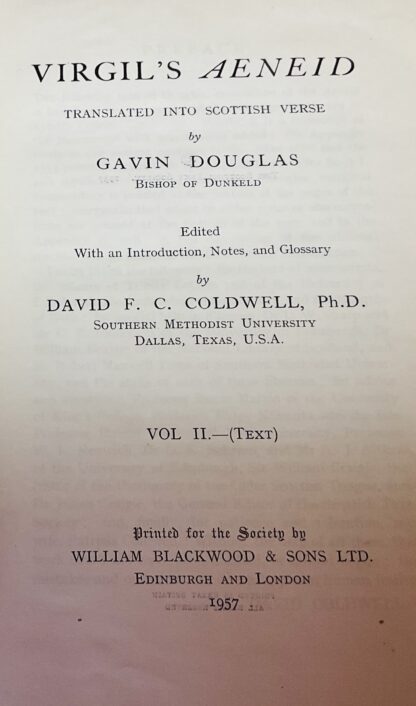 VIRGIL'S AENEID
TRANSLATED INTO SCOTTISH VERSE
by
GAVIN DOUGLAS
BISHOP OF DUNKELD
Edited
With an Introduction, Notes, and Glossary
by
DAVID F. C. COLDWELL, Ph.D.
SOUTHERN METHODIST UNIVERSITY
DALLAS, TEXAS, U.S.A.
VOL II.—(TEXT)
Printed for the Society by
WILLIAM BLACKWOOD & SONS LTD.
EDINBURGH AND LONDON
1957